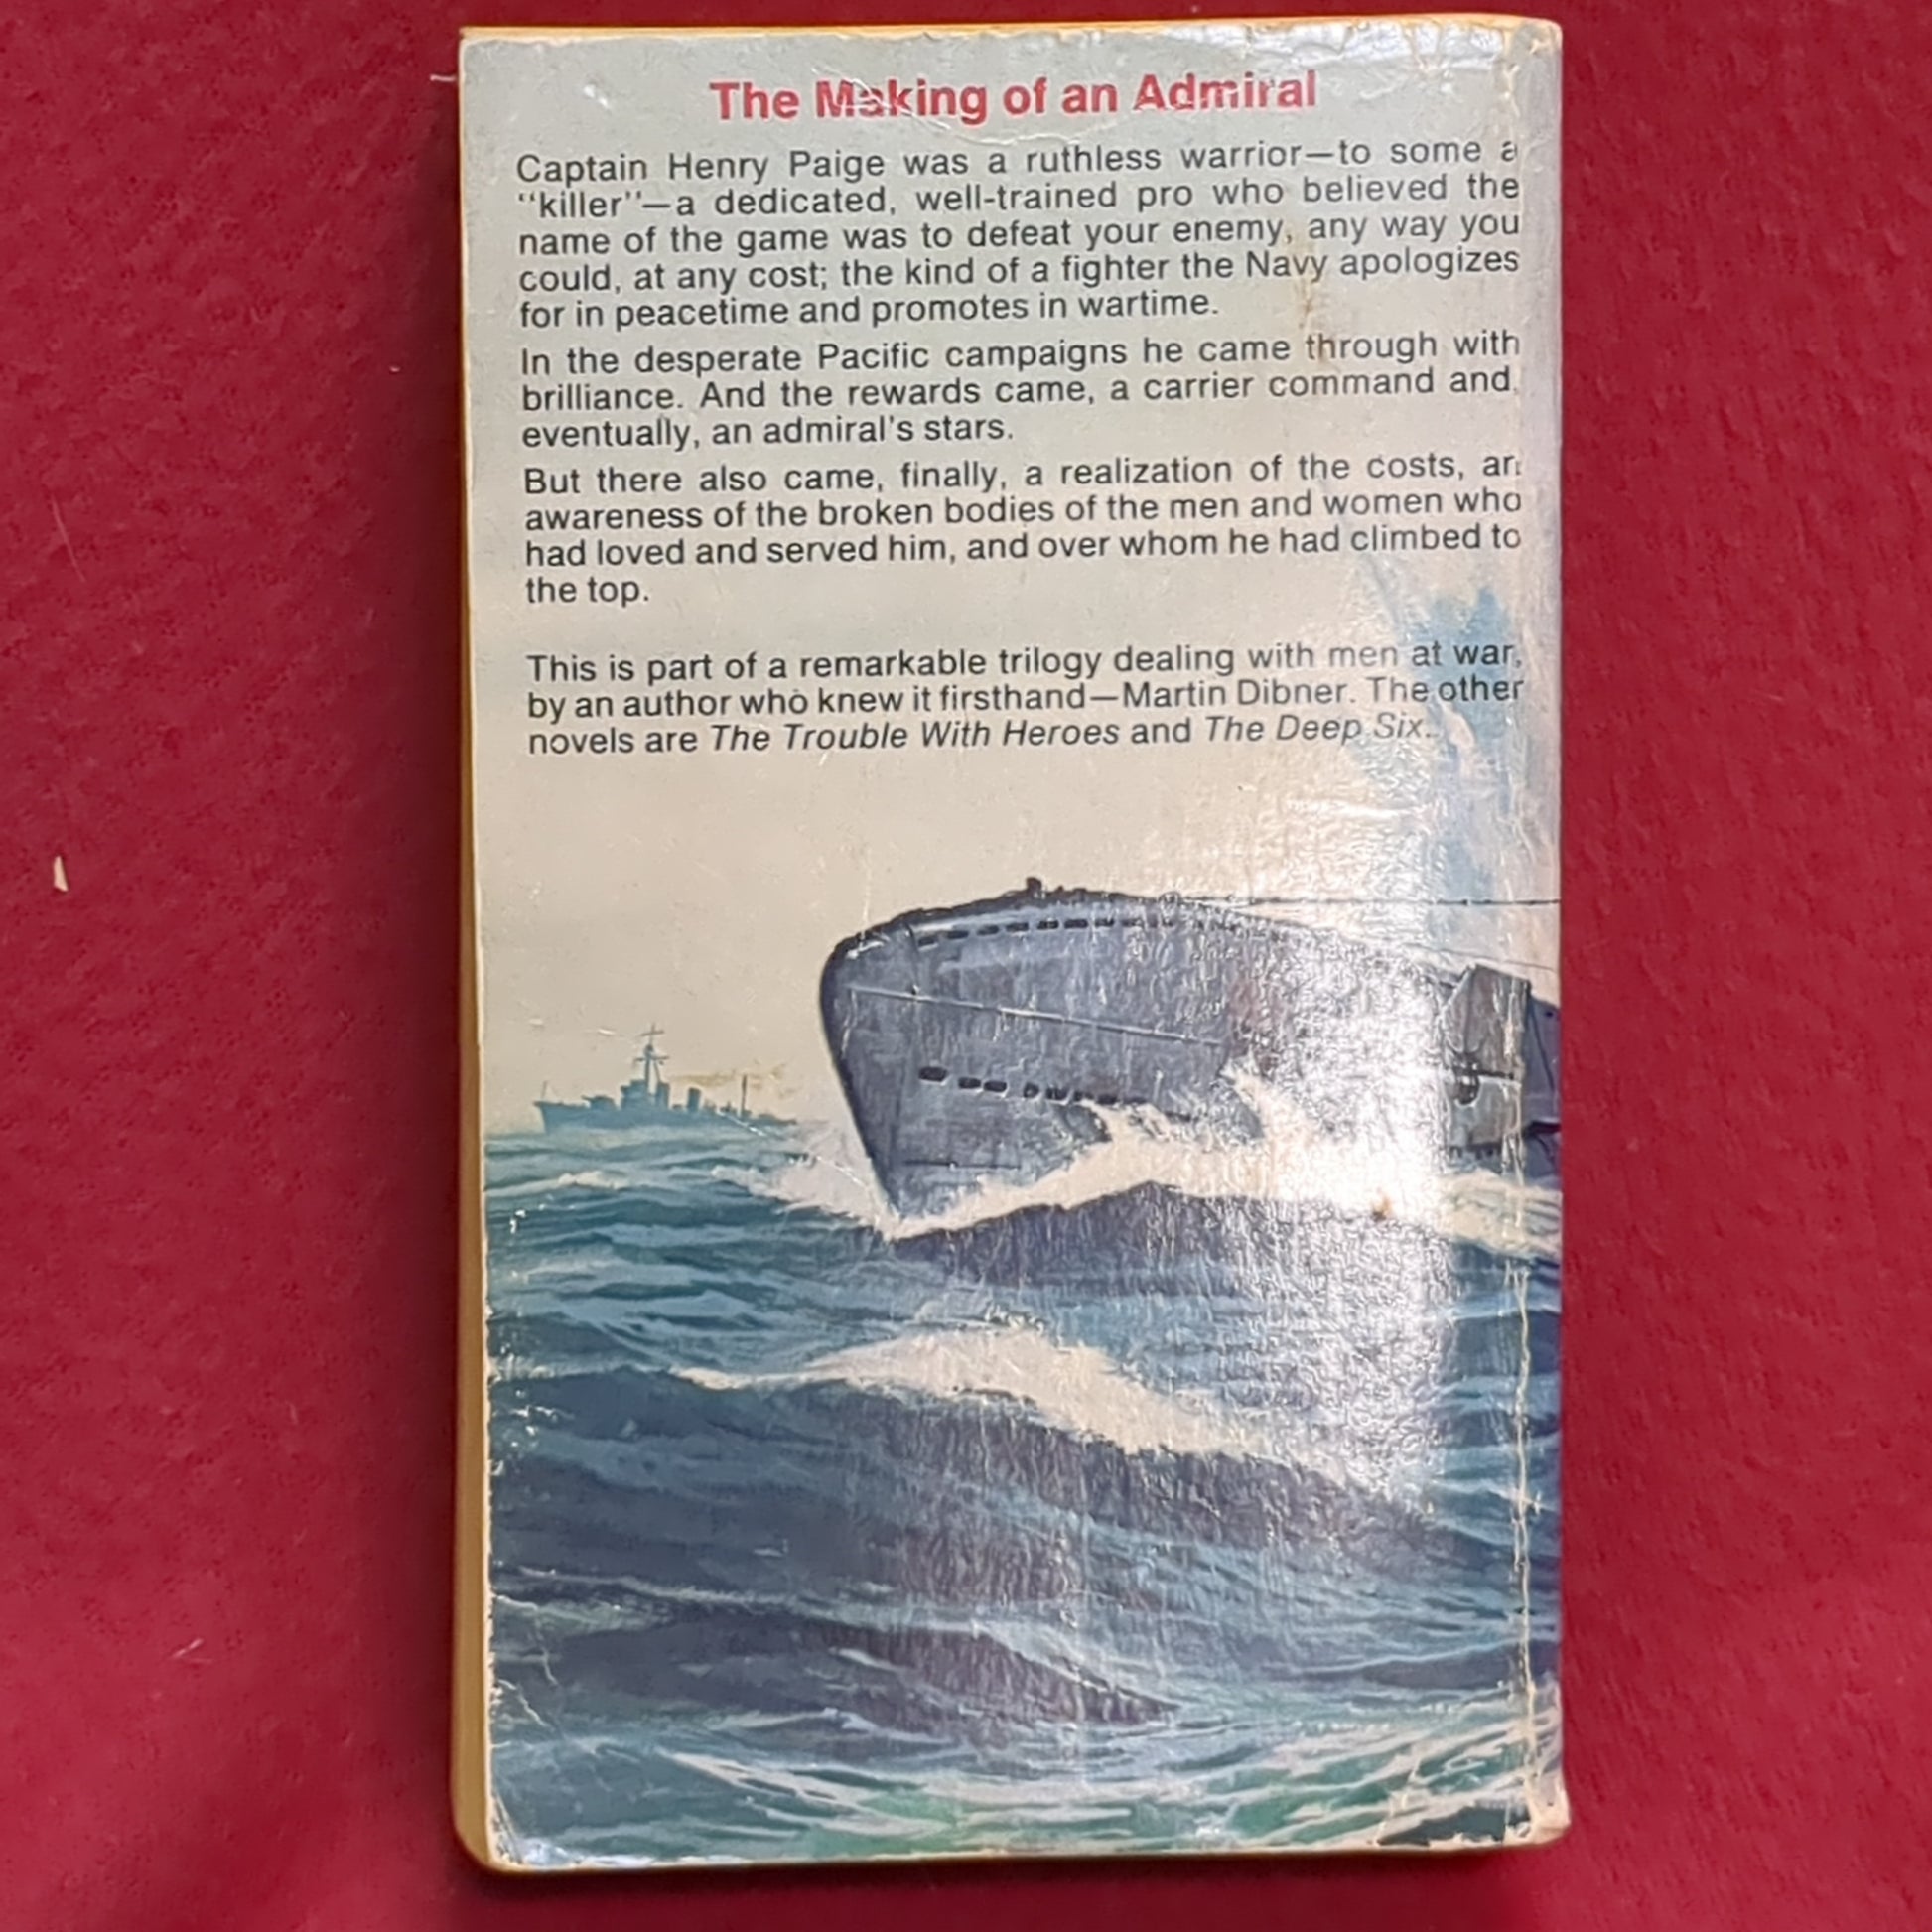 The Making of an Admiral
Captain Henry Paige was a ruthless warrior—to some a
"killer"—a dedicated, well-trained pro who believed the
name of the game was to defeat your enemy, any way you
could, at any cost; the kind of a fighter the Navy apologizes
for in peacetime and promotes in wartime.
In the desperate Pacific campaigns he came through with
brilliance. And the rewards came, a carrier command and,
eventually, an admiral's stars.
But there also came, finally, a realization of the costs, an
awareness of the broken bodies of the men and women who
had loved and served him, and over whom he had climbed to
the top.
This is part of a remarkable trilogy dealing with men at war,
by an author who knew it firsthand—Martin Dibner. The other
novels are The Trouble With Heroes and The Deep Six.